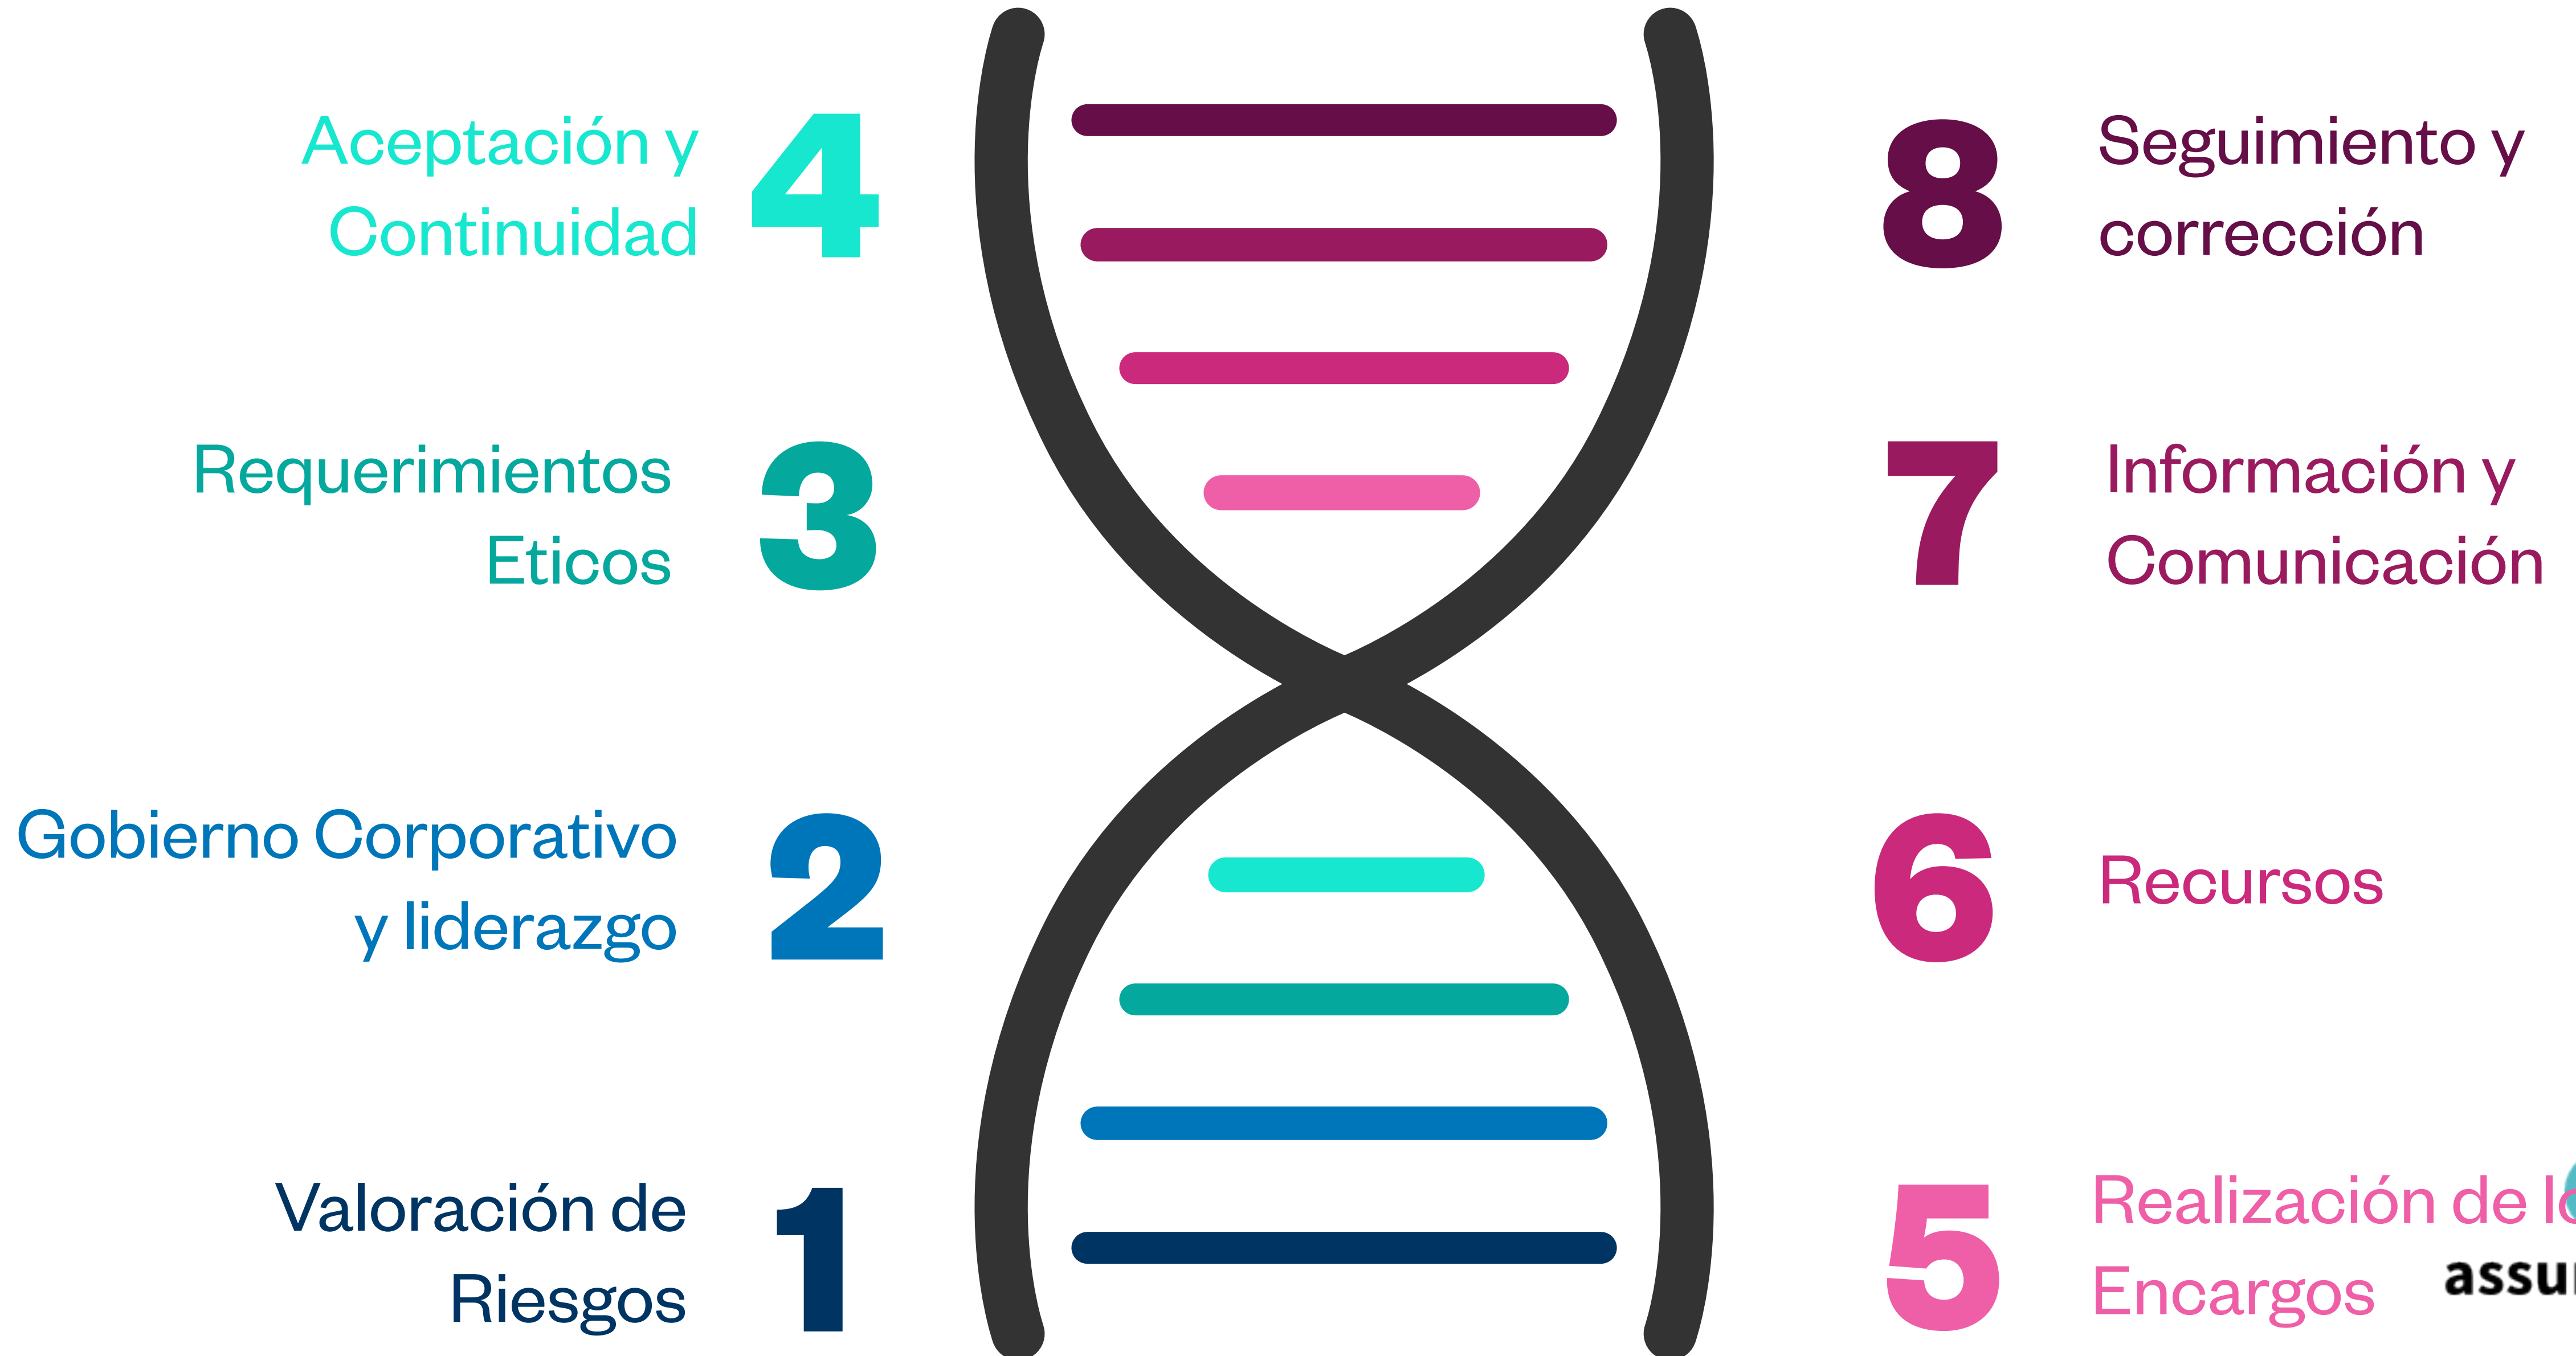 Aceptación y
Continuidad
4
Requerimientos
Eticos
3
Gobierno Corporativo
y liderazgo
2
Valoración de
Riesgos
1
8
Seguimiento y
corrección
7
Información y
Comunicación
6
Recursos
5
Realización de
Encargos